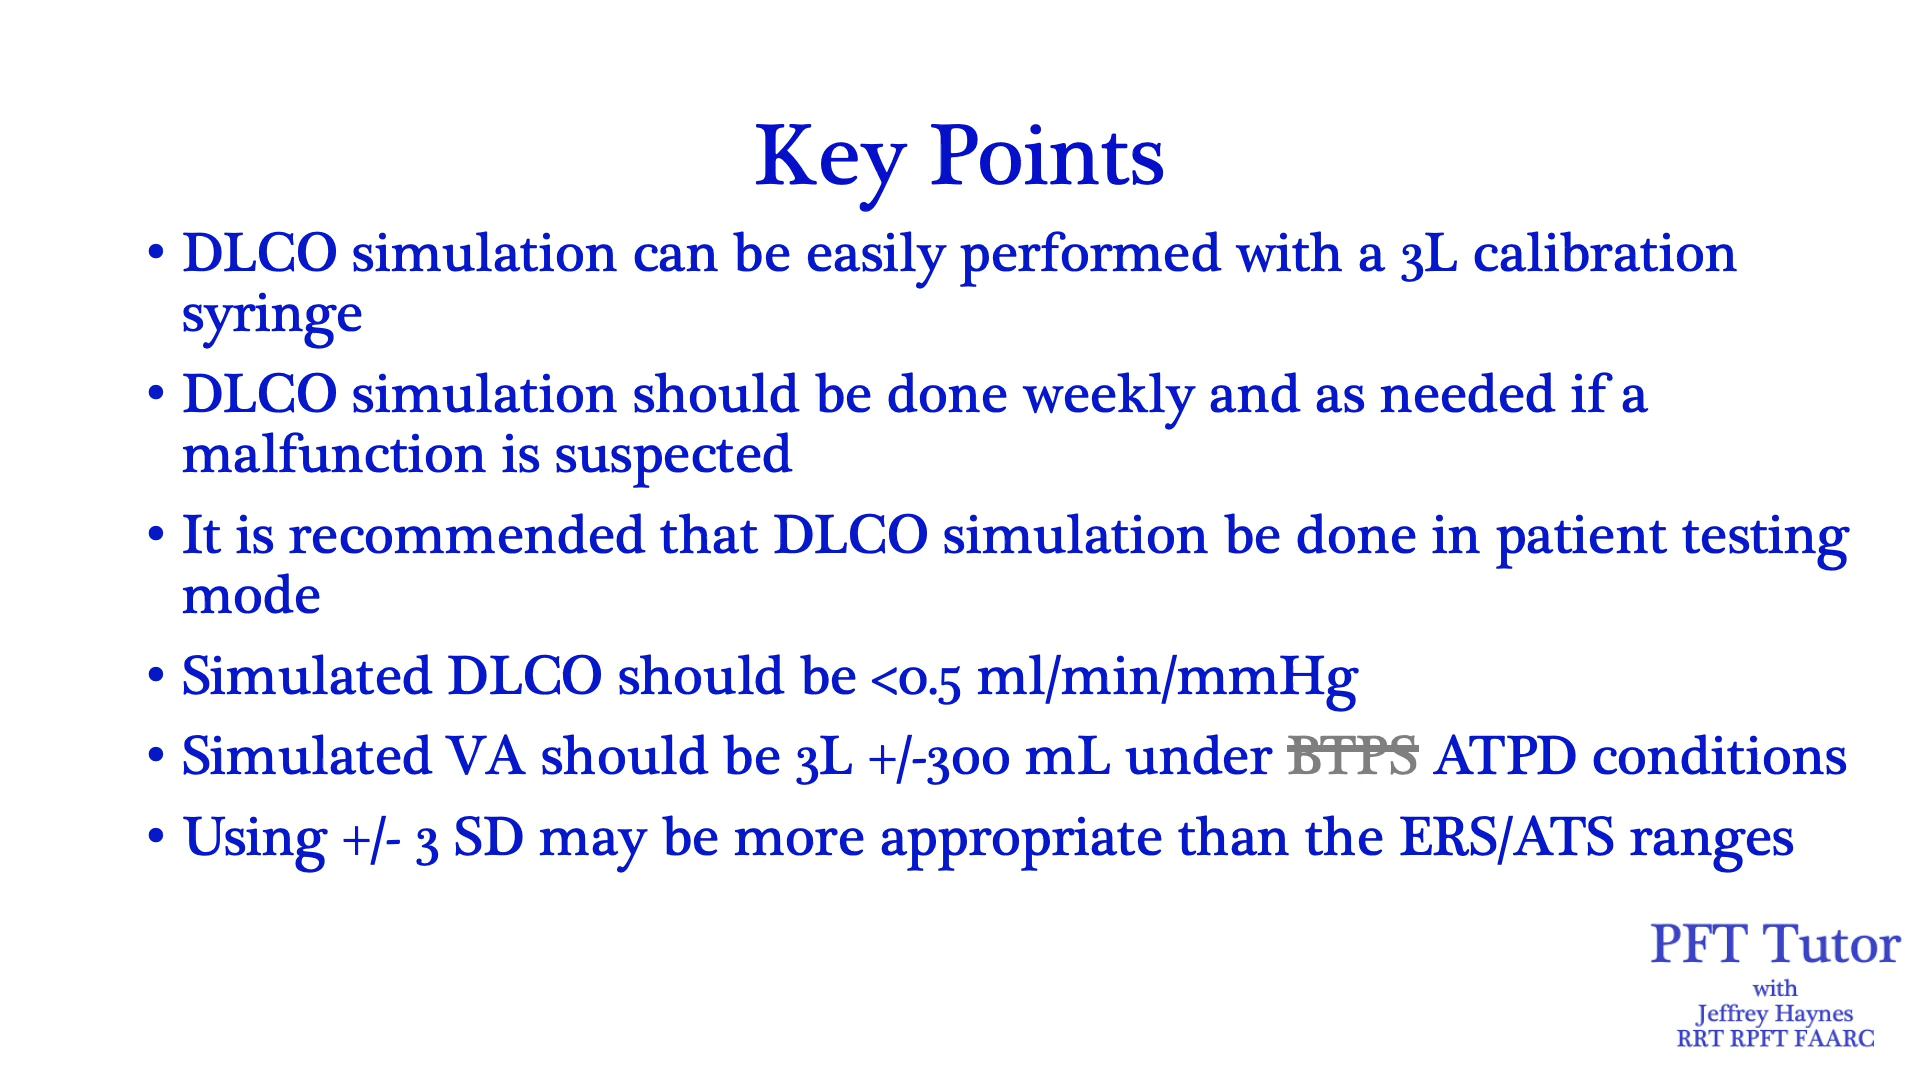 Key Points
• DLCO simulation can be easily performed with a 3L calibration
syringe
• DLCO simulation should be done weekly and as needed if a
malfunction is suspected
• It is recommended that DLCO simulation be done in patient testing
mode
• Simulated DLCO should be <0.5 ml/min/mmHg
• Simulated VA should be 3L +/-300 mL under BTPS ATPD conditions
• Using +/- 3 SD may be more appropriate than the ERS/ATS ranges
PFT Tutor
with
Jeffrey Haynes
RRT RPFT FAARC